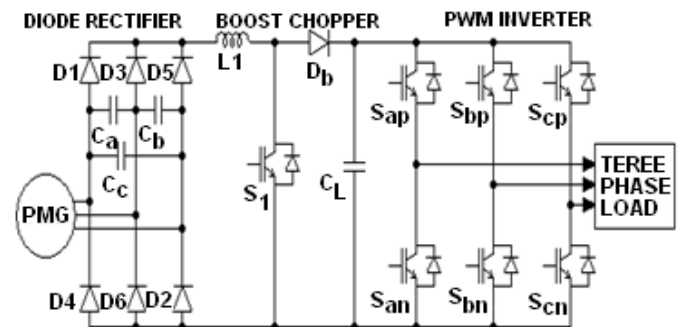 DIODE RECTIFIER BOOST CHOPPER PWM INVERTER
D1 D3 D5 L1 Db
Sap Sbp Scp
Ca Cb
Cc
S1 CL
TEREE
PHASE
LOAD
PMG
D4 D6 D2
San Sbn Scn